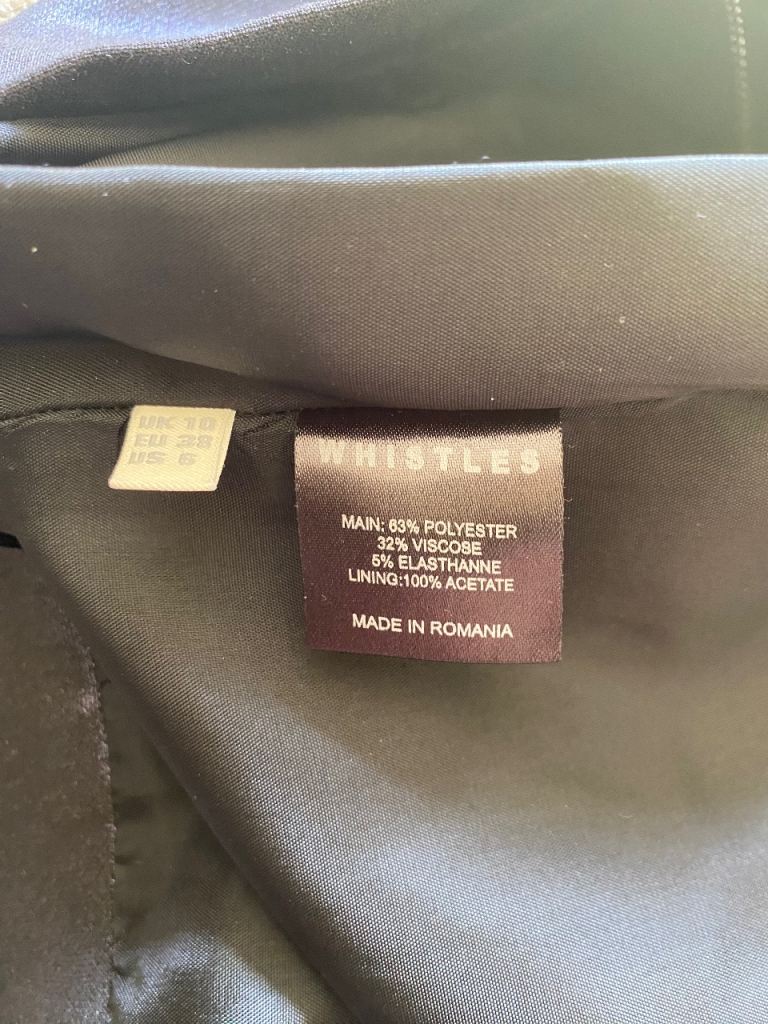 UK 10
EU 38
US 6
WHISTLES
MAIN: 63% POLYESTER
32% VISCOSE
5% ELASTHANNE
LINING:100% ACETATE
MADE IN ROMANIA